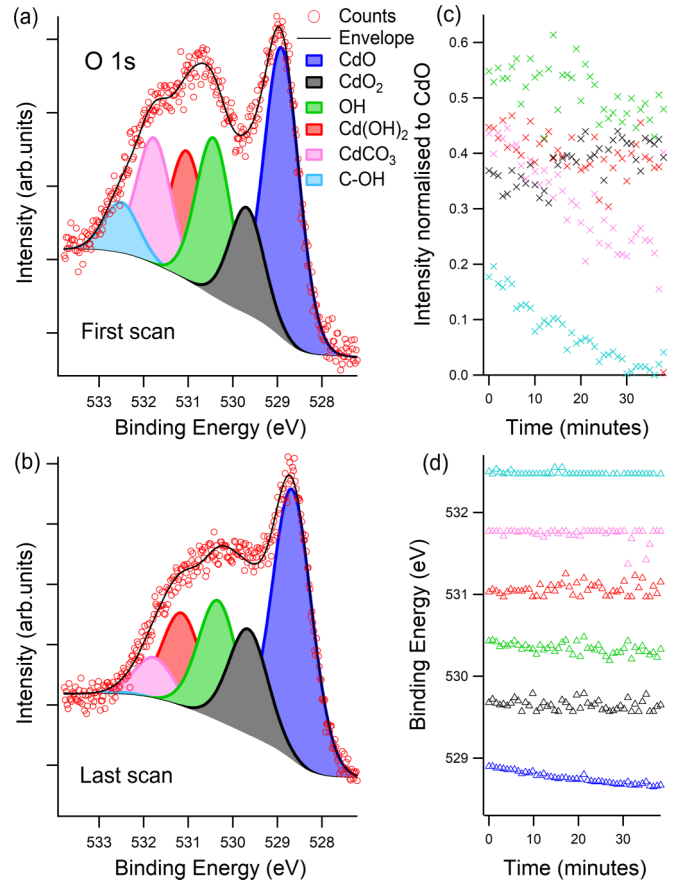 (a)
O 1s
Counts
Envelope
CdO
CdO2
OH
Cd(OH)2
CdCO3
C-OH
First scan
Intensity (arb.units)
533 532 531 530 529 528
Binding Energy (eV)
(b)
Last scan
Intensity (arb.units)
533 532 531 530 529 528
Binding Energy (eV)
(c)
Intensity normalised to CdO
0.6
0.5
0.4
0.3
0.2
0.1
0.0
0 10 20 30
Time (minutes)
(d)
Binding Energy (eV)
532
531
530
529
0 10 20 30
Time (minutes)